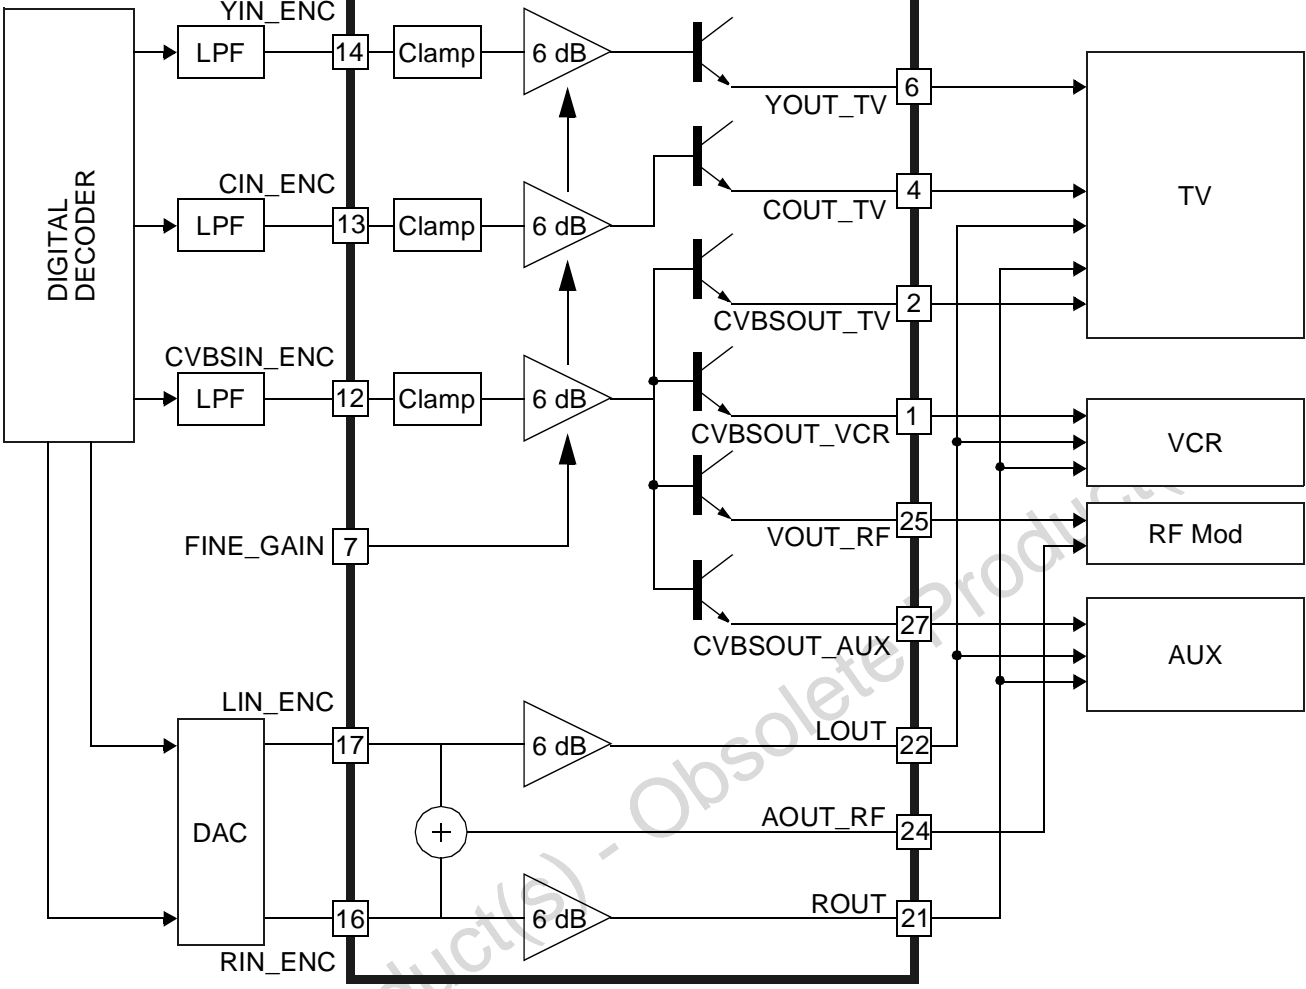 YIN_ENC
LPF
14
Clamp
6 dB
6
YOUT_TV
CIN_ENC
LPF
13
Clamp
6 dB
4
COUT_TV
TV
DIGITAL
DECODER
2
CVBSOUT_TV
CVBSIN_ENC
LPF
12
Clamp
6 dB
1
CVBSOUT_VCR
VCR
FINE_GAIN
7
25
VOUT_RF
RF Mod
27
CVBSOUT_AUX
AUX
LIN_ENC
17
6 dB
LOUT
22
DAC
+
AOUT_RF
24
16
6 dB
ROUT
21
RIN_ENC
duct(s) - Obsolete Product(